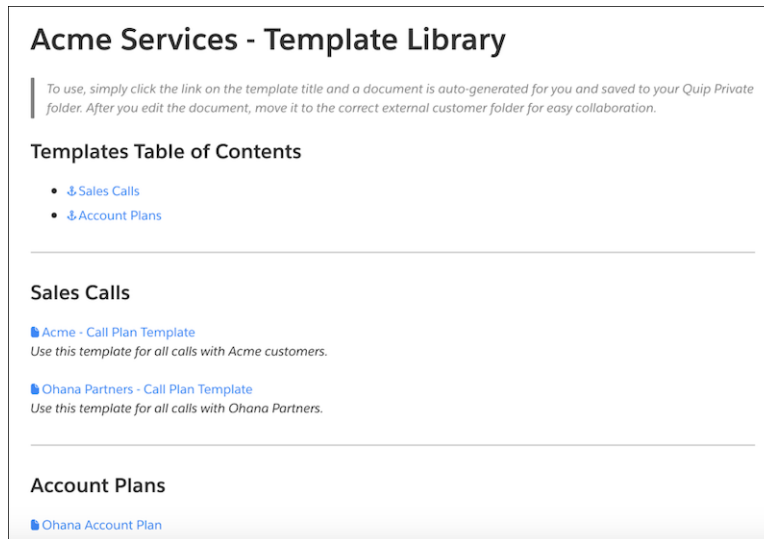 Acme Services - Template Library
To use, simply click the link on the template title and a document is auto-generated for you and saved to your Quip Private
folder. After you edit the document, move it to the correct external customer folder for easy collaboration.
Templates Table of Contents
Sales Calls
Account Plans
Sales Calls
Acme - Call Plan Template
Use this template for all calls with Acme customers.
Ohana Partners - Call Plan Template
Use this template for all calls with Ohana Partners.
Account Plans
Ohana Account Plan